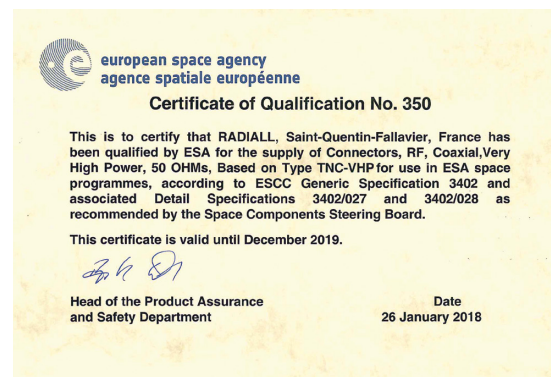 european space agency
agence spatiale européenne
Certificate of Qualification No. 350
This is to certify that RADIALL, Saint-Quentin-Fallavier, France has
been qualified by ESA for the supply of Connectors, RF, Coaxial,Very
High Power, 50 OHMs, Based on Type TNC-VHP for use in ESA space
programmes, according to ESCC Generic Specification 3402 and
associated Detail Specifications 3402/027 and 3402/028 as
recommended by the Space Components Steering Board.
This certificate is valid until December 2019.
Head of the Product Assurance
and Safety Department
Date
26 January 2018